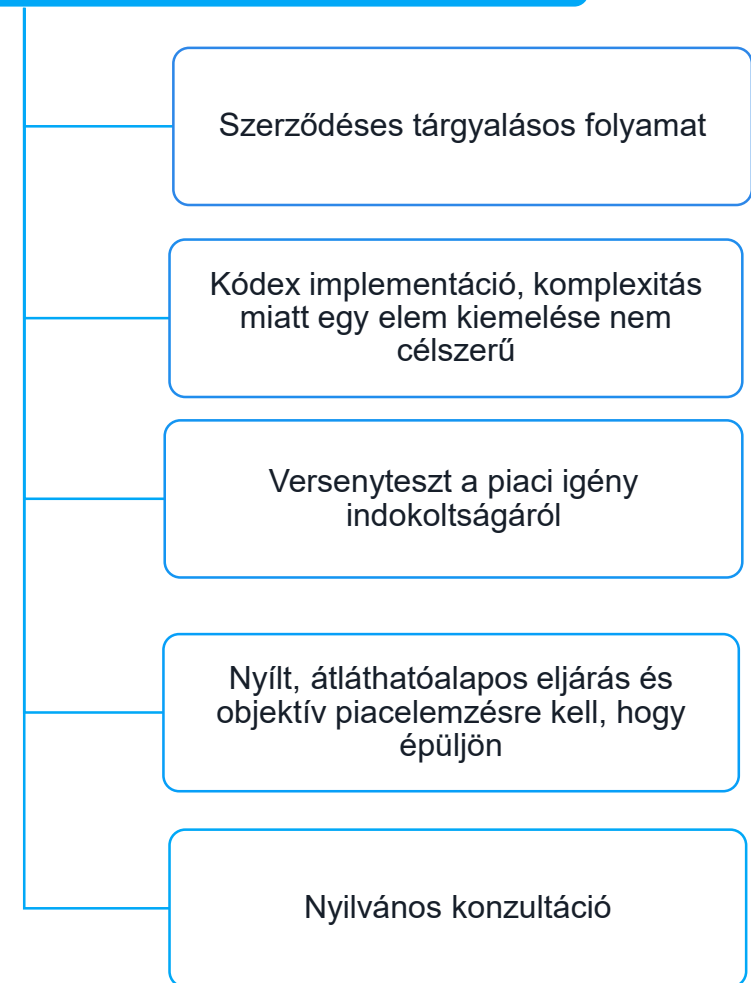 Szerződéses tárgyalásos folyamat
Kódex implementáció, komplexitás
miatt egy elem kiemelése nem
célszerű
Versenyteszt a piaci igény
indokoltságáról
Nyílt, átláthatóalapos eljárás és
objektív piacelemzésre kell, hogy
épüljön
Nyilvános konzultáció